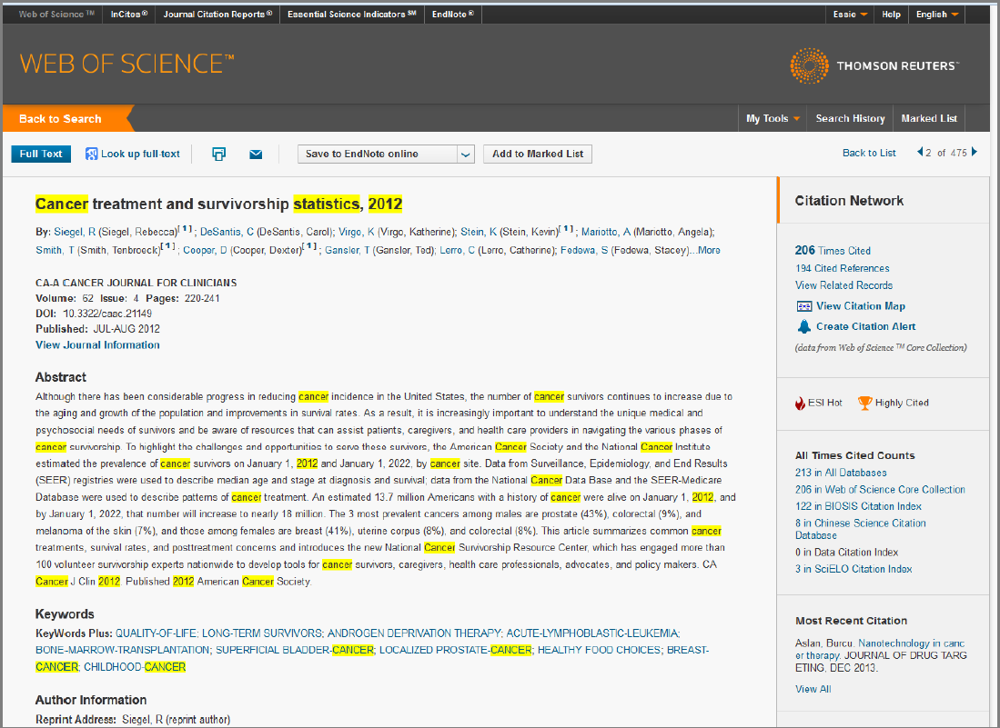 Web of Science™ InCites® Journal Citation Reports® Essential Science Indicators℠ EndNote® Essie Help English
WEB OF SCIENCE™
THOMSON REUTERS™
Back to Search My Tools Search History Marked List
Full Text Look up full-text Save to EndNote online Add to Marked List Back to List 2 of 475
Cancer treatment and survivorship statistics, 2012
By: Siegel, R (Siegel, Rebecca)[ 1 ] ; DeSantis, C (DeSantis, Carol); Virgo, K (Virgo, Katherine); Stein, K (Stein, Kevin)[ 1 ] ; Mariotto, A (Mariotto, Angela);
Smith, T (Smith, Tenbroeck)[ 1 ] ; Cooper, D (Cooper, Dexter)[ 1 ] ; Gansler, T (Gansler, Ted); Lerro, C (Lerro, Catherine); Fedewa, S (Fedewa, Stacey)...More
CA-A CANCER JOURNAL FOR CLINICIANS
Volume: 62 Issue: 4 Pages: 220-241
DOI: 10.3322/caac.21149
Published: JUL-AUG 2012
View Journal Information
Abstract
Although there has been considerable progress in reducing cancer incidence in the United States, the number of cancer survivors continues to increase due to
the aging and growth of the population and improvements in survival rates. As a result, it is increasingly important to understand the unique medical and
psychosocial needs of survivors and be aware of resources that can assist patients, caregivers, and health care providers in navigating the various phases of
cancer survivorship. To highlight the challenges and opportunities to serve these survivors, the American Cancer Society and the National Cancer Institute
estimated the prevalence of cancer survivors on January 1, 2012 and January 1, 2022, by cancer site. Data from Surveillance, Epidemiology, and End Results
(SEER) registries were used to describe median age and stage at diagnosis and survival; data from the National Cancer Data Base and the SEER-Medicare.
Database were used to describe patterns of cancer treatment. An estimated 13.7 million Americans with a history of cancer were alive on January 1, 2012, and
by January 1, 2022, that number will increase to nearly 18 million. The 3 most prevalent cancers among males are prostate (43%), colorectal (9%), and
melanoma of the skin (7%), and those among females are breast (41%), uterine corpus (8%), and colorectal (8%). This article summarizes common cancer
treatments, survival rates, and posttreatment concerns and introduces the new National Cancer Survivorship Resource Center, which has engaged more than
100 volunteer survivorship experts nationwide to develop tools for cancer survivors, caregivers, health care professionals, advocates, and policy makers. CA
Cancer J Clin 2012. Published 2012 American Cancer Society.
Keywords
KeyWords Plus: QUALITY-OF-LIFE; LONG-TERM SURVIVORS; ANDROGEN DEPRIVATION THERAPY; ACUTE-LYMPHOBLASTIC-LEUKEMIA;
BONE-MARROW-TRANSPLANTATION; SUPERFICIAL BLADDER-CANCER; LOCALIZED PROSTATE-CANCER; HEALTHY FOOD CHOICES; BREAST-
CANCER; CHILDHOOD-CANCER
Author Information
Reprint Address: Siegel, R (reprint author)
Citation Network
206 Times Cited
194 Cited References
View Related Records
View Citation Map
Create Citation Alert
(data from Web of Science™ Core Collection)
ESI Hot Highly Cited
All Times Cited Counts
213 in All Databases
206 in Web of Science Core Collection
122 in BIOSIS Citation Index
8 in Chinese Science Citation
Database
0 in Data Citation Index
3 in SciELO Citation Index
Most Recent Citation
Aslan, Burcu. Nanotechnology in canc
er therapy. JOURNAL OF DRUG TARG
ETING, DEC 2013.
View All